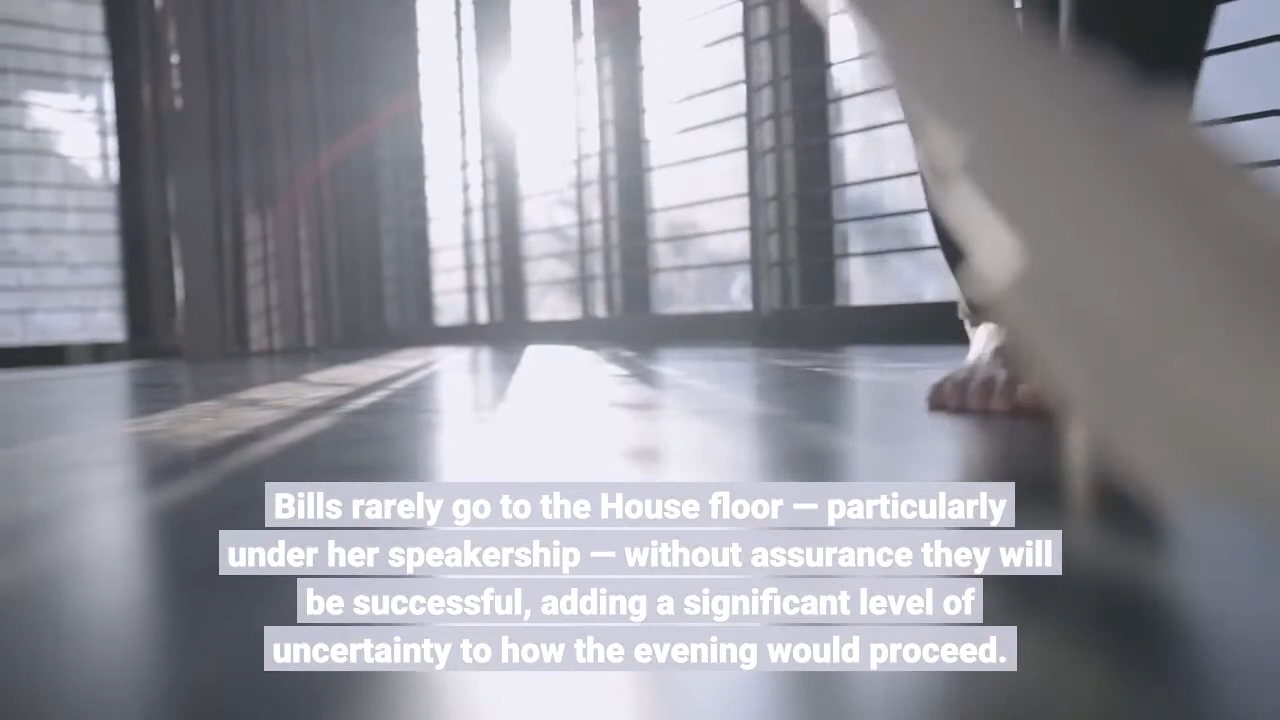 Bills rarely go to the House floor — particularly
under her speakership — without assurance they will
be successful, adding a significant level of
uncertainty to how the evening would proceed.